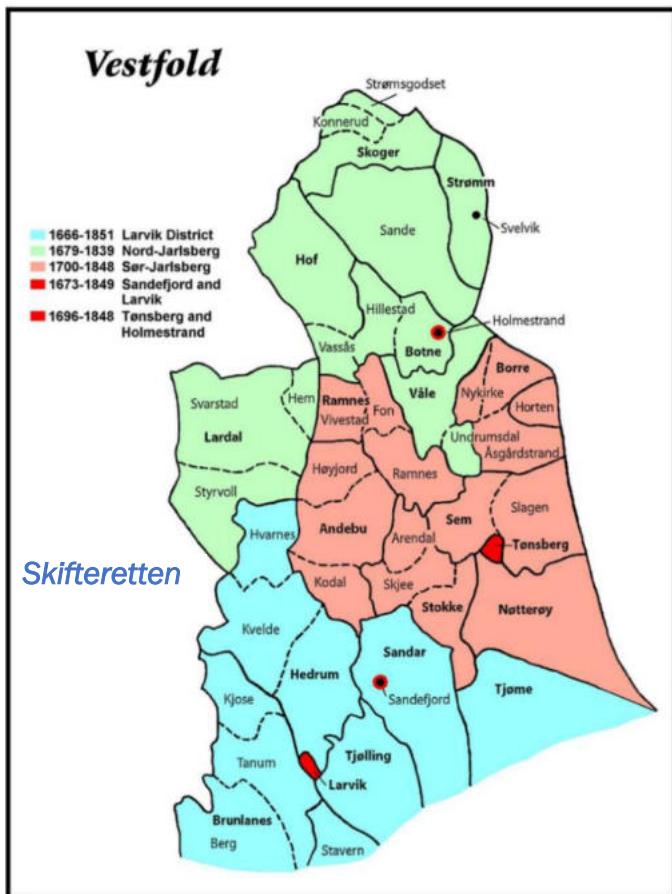 Vestfold
Strømsgodset
Konnerud
Skoger
Strømm
Svelvik
Sande
1666-1851 Larvik District
1679-1839 Nord-Jarlsberg
1700-1848 Sør-Jarlsberg
1673-1849 Sandefjord and
Larvik
1696-1848 Tønsberg and
Holmestrand
Hof
Hillestad
Holmestrand
Vassås
Botne
Borre
Hem
Ramnes
Fon
Våle
Nykirke
Svarstad
Vivestad
Horten
Lardal
Undrumsdal
Åsgårdstrand
Høyjord
Ramnes
Styrvoll
Slagen
Sem
Andebu
Hvarnes
Arendal
Tønsberg
Skifteretten
Kodal
Skjee
Stokke
Nøtterøy
Kvelde
Sandar
Hedrum
Tjøme
Kjose
Sandefjord
Tjølling
Tanum
Larvik
Brunlanes
Berg
Stavern